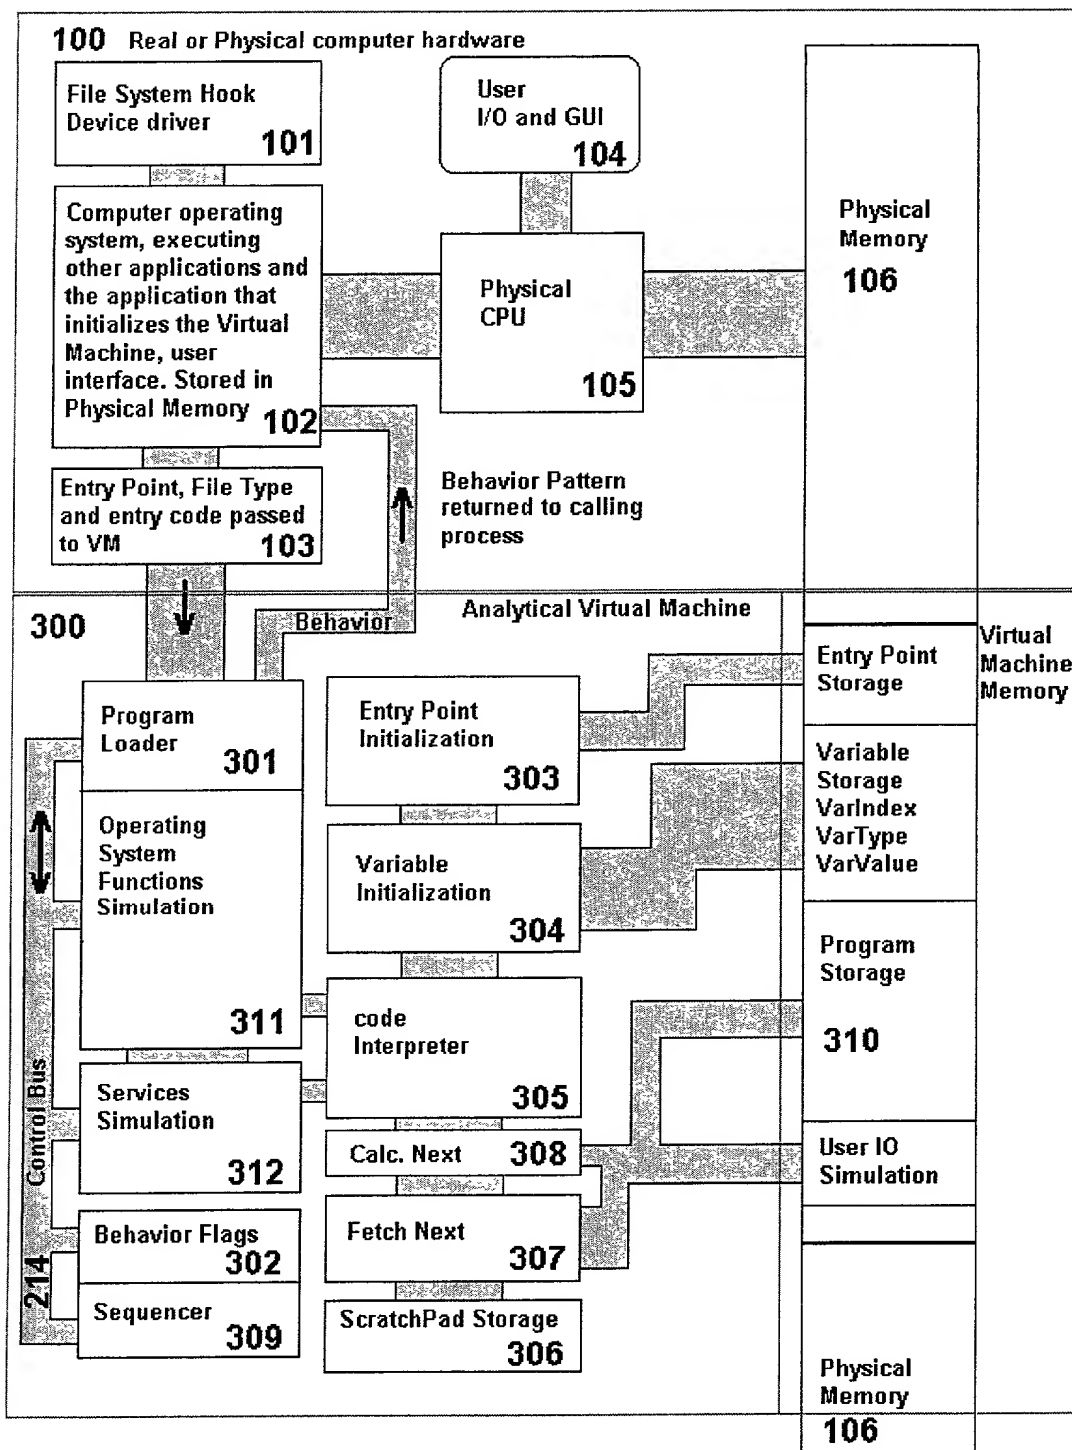 100 Real or Physical computer hardware
File System Hook
Device driver
101
User
I/O and GUI
104
Computer operating
system, executing
other applications and
the application that
initializes the Virtual
Machine, user
interface. Stored in
Physical Memory
102
Physical
CPU
105
Physical
Memory
106
Entry Point, File Type
and entry code passed
to VM
103
Behavior Pattern
returned to calling
process
300
Behavior
Analytical Virtual Machine
Virtual
Machine
Memory
Program
Loader
301
Operating
System
Functions
Simulation
311
Services
Simulation
312
Behavior Flags
302
Sequencer
309
214 Control Bus
Entry Point
Initialization
303
Variable
Initialization
304
code
Interpreter
305
Calc. Next 308
Fetch Next
307
ScratchPad Storage
306
Entry Point
Storage
Variable
Storage
VarIndex
VarType
VarValue
Program
Storage
310
User IO
Simulation
Physical
Memory
106